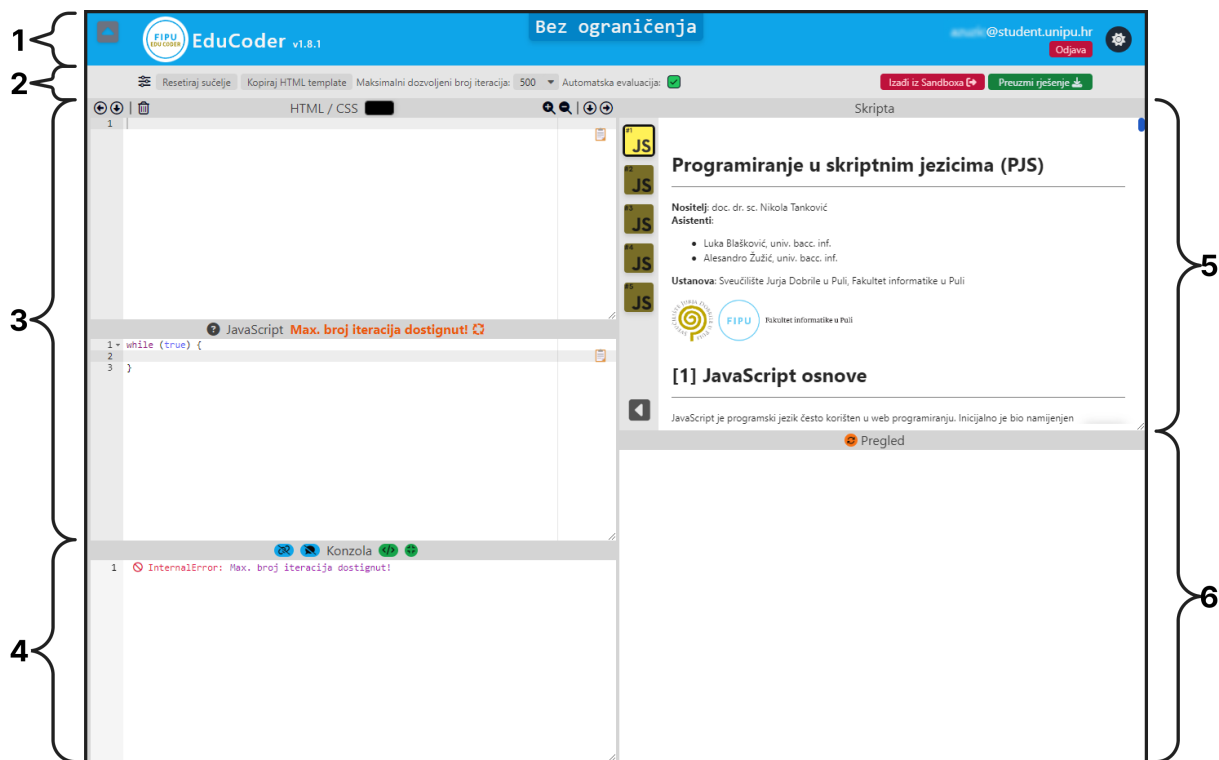 1
FIPU
EDU CODER
EduCoder v1.8.1
Bez ograničenja
@student.unipu.hr
Odjava
2
Resetiraj sučelje Kopiraj HTML template Maksimalni dozvoljeni broj iteracija: 500 Automatska evaluacija:
Izađi iz Sandboxa
Preuzmi rješenje
3
HTML / CSS
1
JavaScript Max. broj iteracija dostignut!
1 while (true) {
2
3 }
4
Konzola
1 InternalError: Max. broj iteracija dostignut!
5
Skripta
#1 JS
#2 JS
#3 JS
#4 JS
#5 JS
Programiranje u skriptnim jezicima (PJS)
Nositelj: doc. dr. sc. Nikola Tanković
Asistenti:
Luka Blašković, univ. bacc. inf.
Alesandro Žužić, univ. bacc. inf.
Ustanova: Sveučilište Jurja Dobrile u Puli, Fakultet informatike u Puli
FIPU
Fakultet informatike u Puli
[1] JavaScript osnove
JavaScript je programski jezik često korišten u web programiranju. Inicijalno je bio namijenjen
6
Pregled